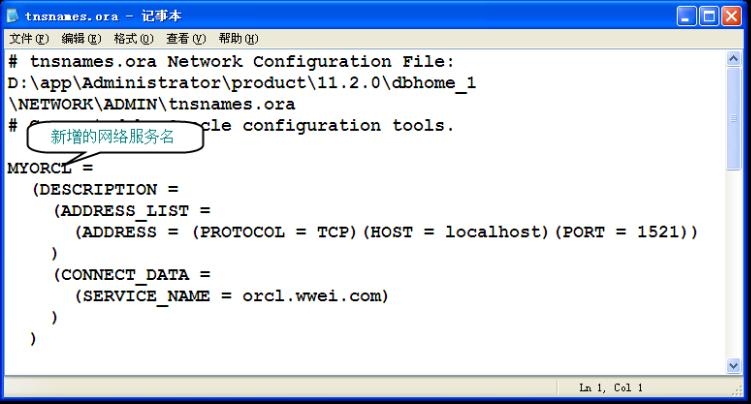 tnsnames.ora - 记事本
文件(F) 编辑(E) 格式(O) 查看(V) 帮助(H)
# tnsnames.ora Network Configuration File:
D:\app\Administrator\product\11.2.0\dbhome_1
\NETWORK\ADMIN\tnsnames.ora
# cle configuration tools.
新增的网络服务名
MYORCL =
(DESCRIPTION =
(ADDRESS_LIST =
(ADDRESS = (PROTOCOL = TCP)(HOST = localhost)(PORT = 1521))
)
(CONNECT_DATA =
(SERVICE_NAME = orcl.wwei.com)
)
)
Ln 1, Col 1